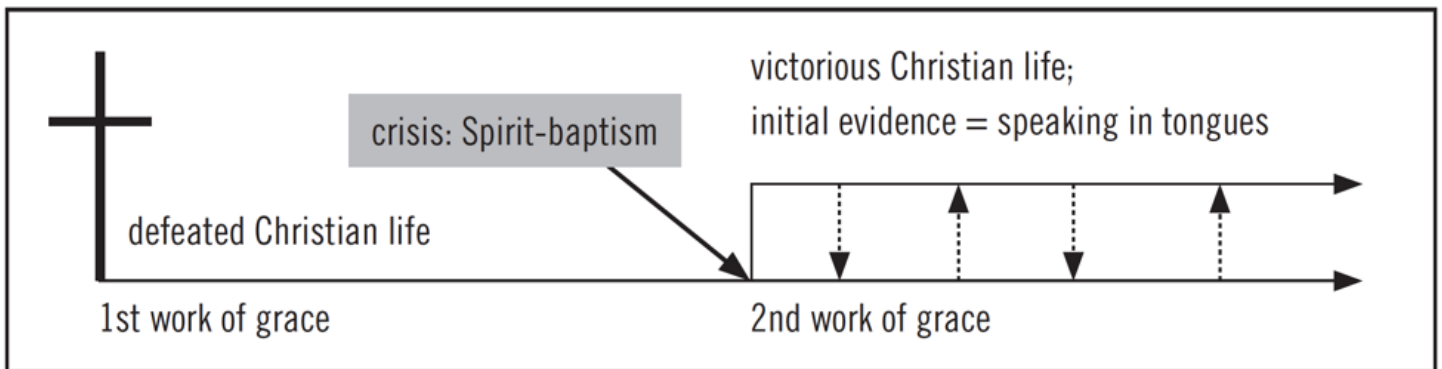 victorious Christian life;
initial evidence = speaking in tongues
crisis: Spirit-baptism
defeated Christian life
1st work of grace
2nd work of grace